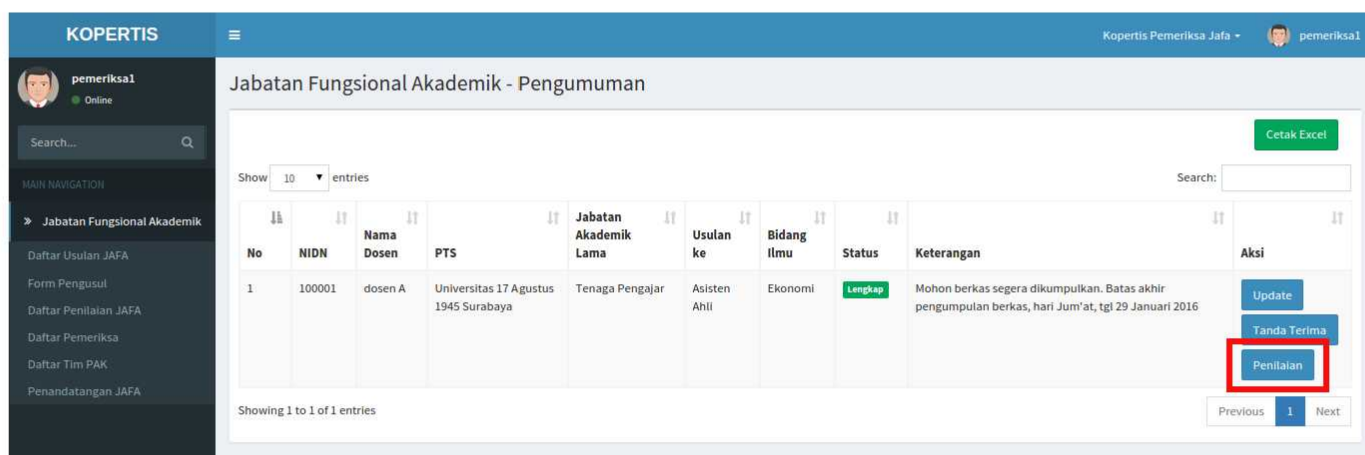 KOPERTIS
Kopertis Pemeriksa Jafa
pemeriksa1
pemeriksa1
Online
Jabatan Fungsional Akademik - Pengumuman
Search...
Cetak Excel
MAIN NAVIGATION
Show 10 entries
Search:
» Jabatan Fungsional Akademik
Daftar Usulan JAFA
Form Pengusul
Daftar Penilaian JAFA
Daftar Pemeriksa
Daftar Tim PAK
Penandatangan JAFA
No NIDN Nama Dosen PTS Jabatan Akademik Lama Usulan ke Bidang Ilmu Status Keterangan Aksi
1 100001 dosen A Universitas 17 Agustus 1945 Surabaya Tenaga Pengajar Asisten Ahli Ekonomi Lengkap Mohon berkas segera dikumpulkan. Batas akhir pengumpulan berkas, hari Jum'at, tgl 29 Januari 2016
Update
Tanda Terima
Penilaian
Showing 1 to 1 of 1 entries
Previous 1 Next